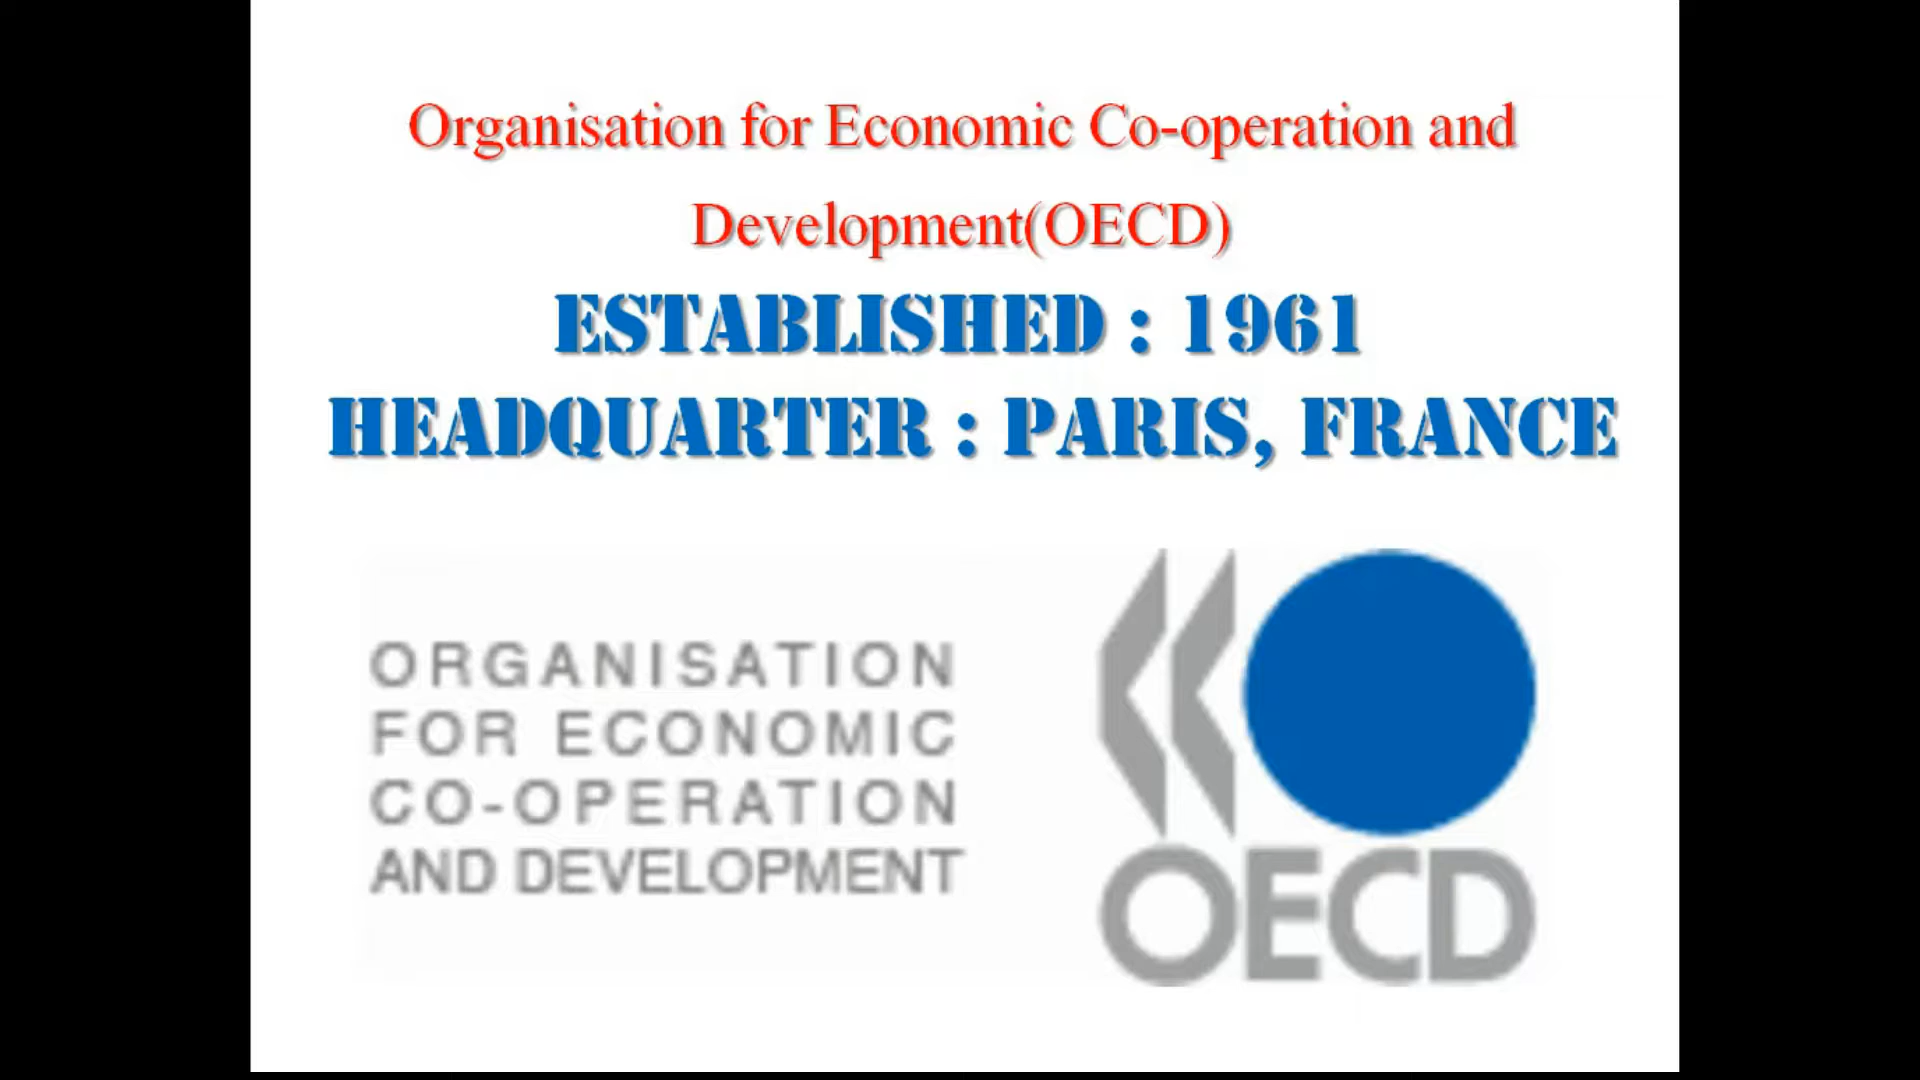 Organisation for Economic Co-operation and
Development(OECD)
ESTABLISHED : 1961
HEADQUARTER : PARIS, FRANCE
ORGANISATION
FOR ECONOMIC
CO-OPERATION
AND DEVELOPMENT
OECD